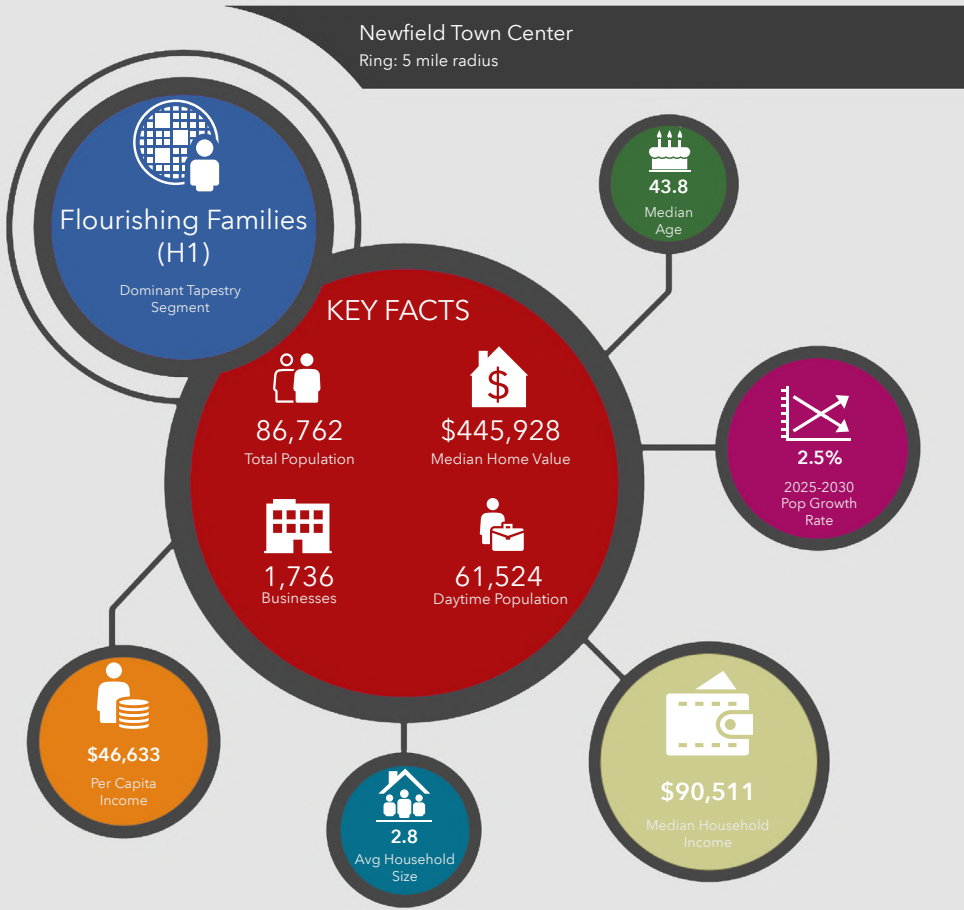 Newfield Town Center
Ring: 5 mile radius
Flourishing Families
(H1)
Dominant Tapestry
Segment
KEY FACTS
86,762
Total Population
$445,928
Median Home Value
1,736
Businesses
61,524
Daytime Population
43.8
Median
Age
2.5%
2025-2030
Pop Growth
Rate
$46,633
Per Capita
Income
2.8
Avg Household
Size
$90,511
Median Household
Income